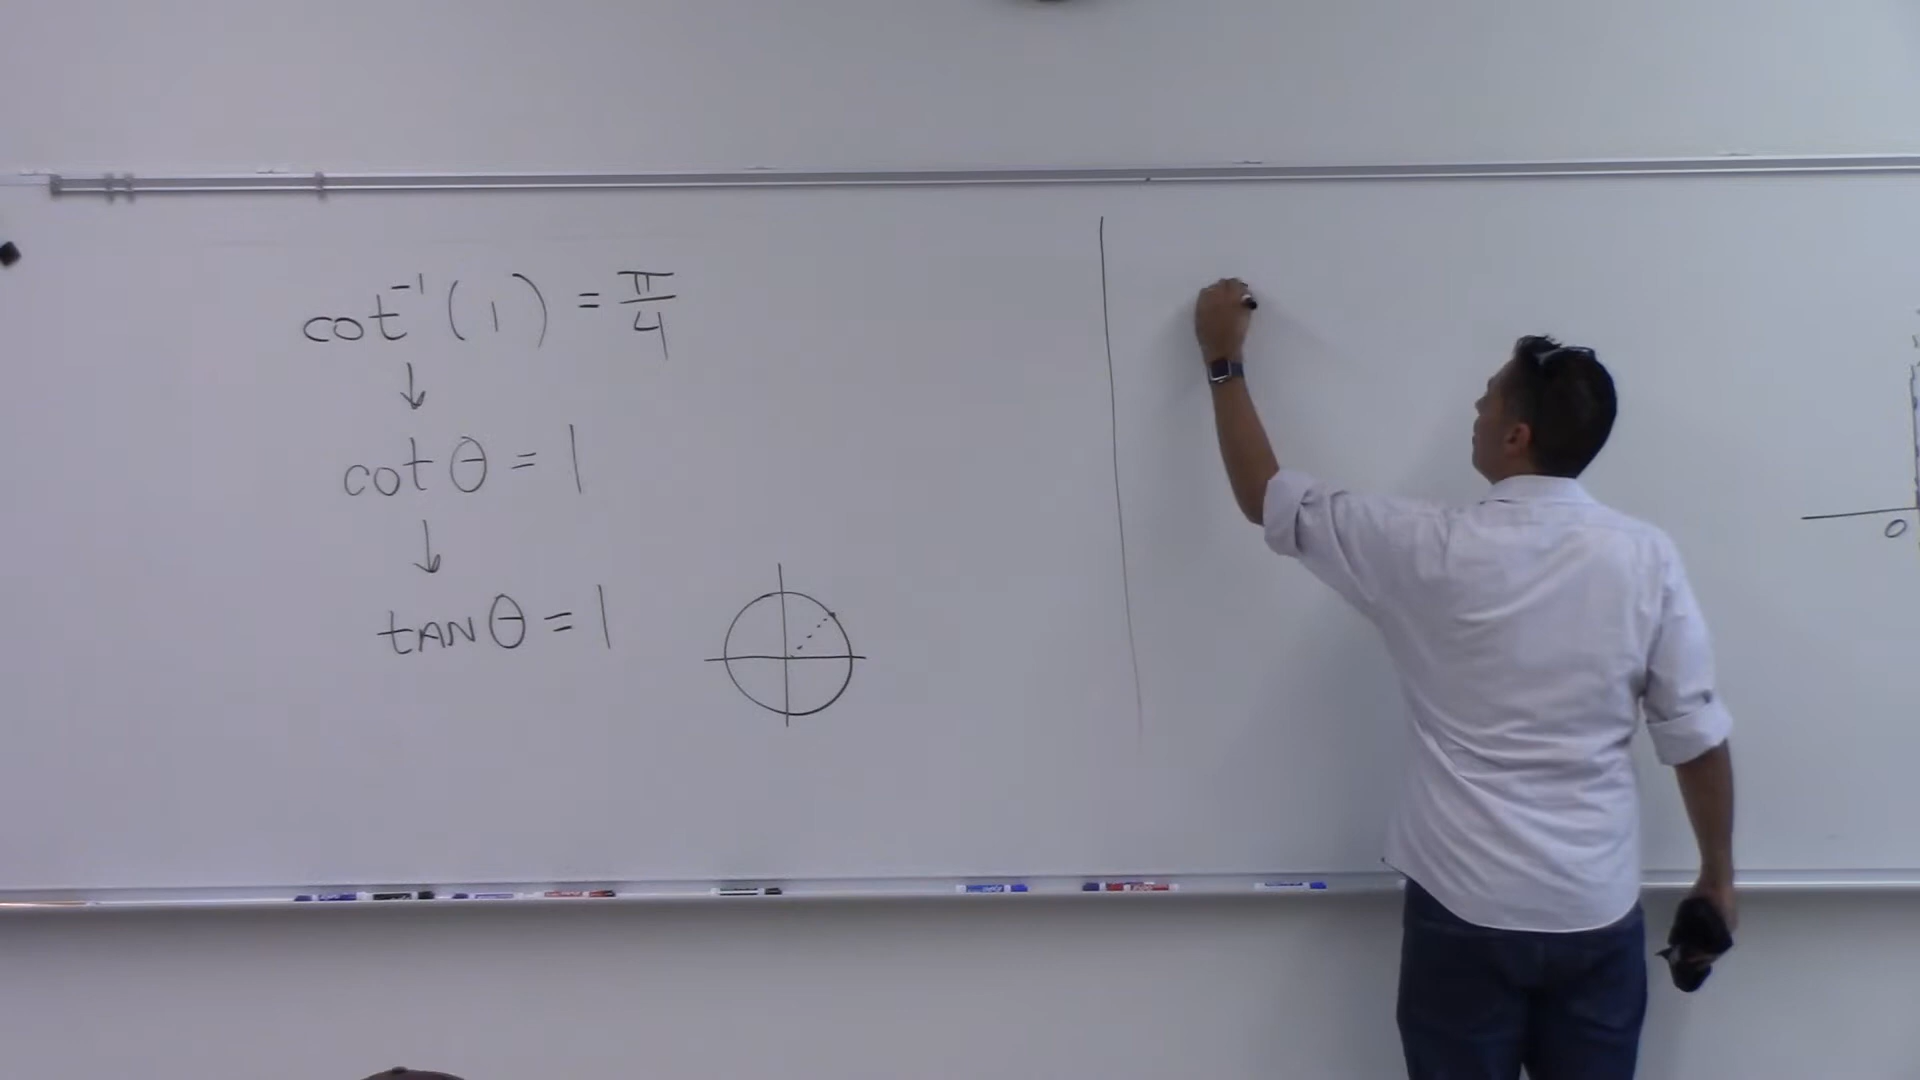 cot⁻¹(1) = π/4
↓
cot θ = 1
↓
tAN θ = 1
0